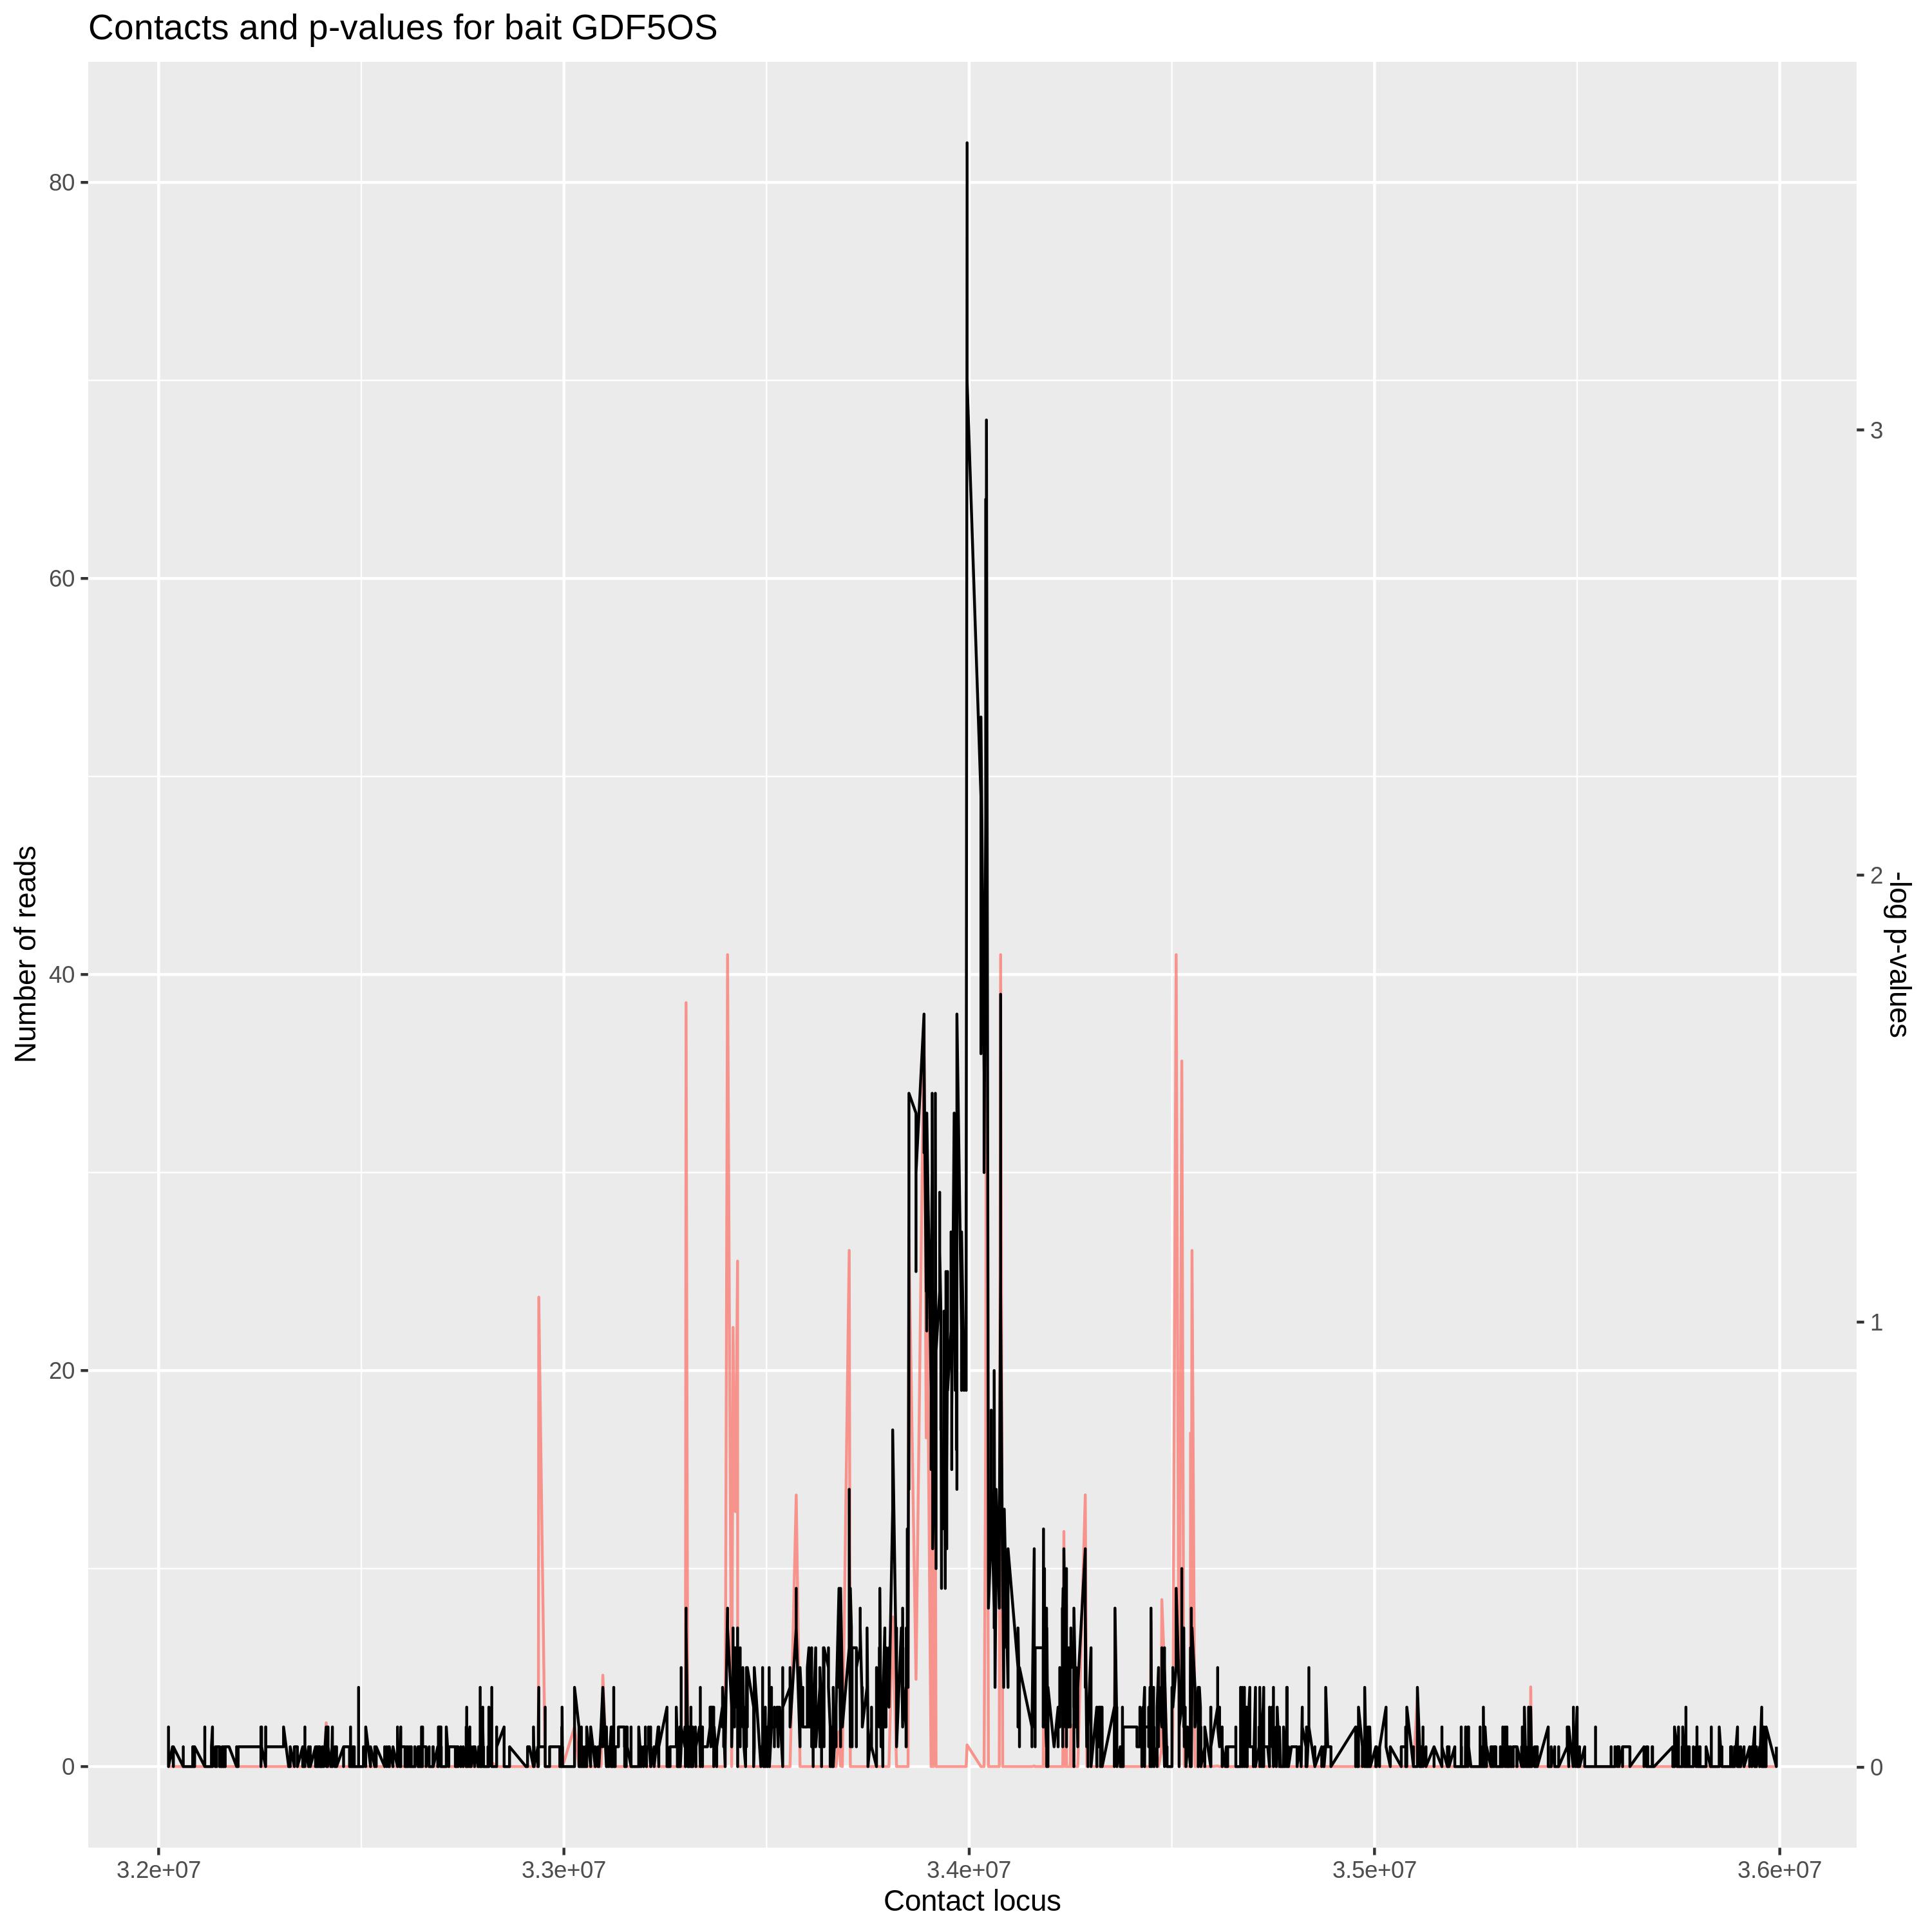 Contacts and p-values for bait GDF5OS
80
60
40
20
0
Number of reads
3
2
1
0
-log p-values
3.2e+07
3.3e+07
3.4e+07
3.5e+07
3.6e+07
Contact locus